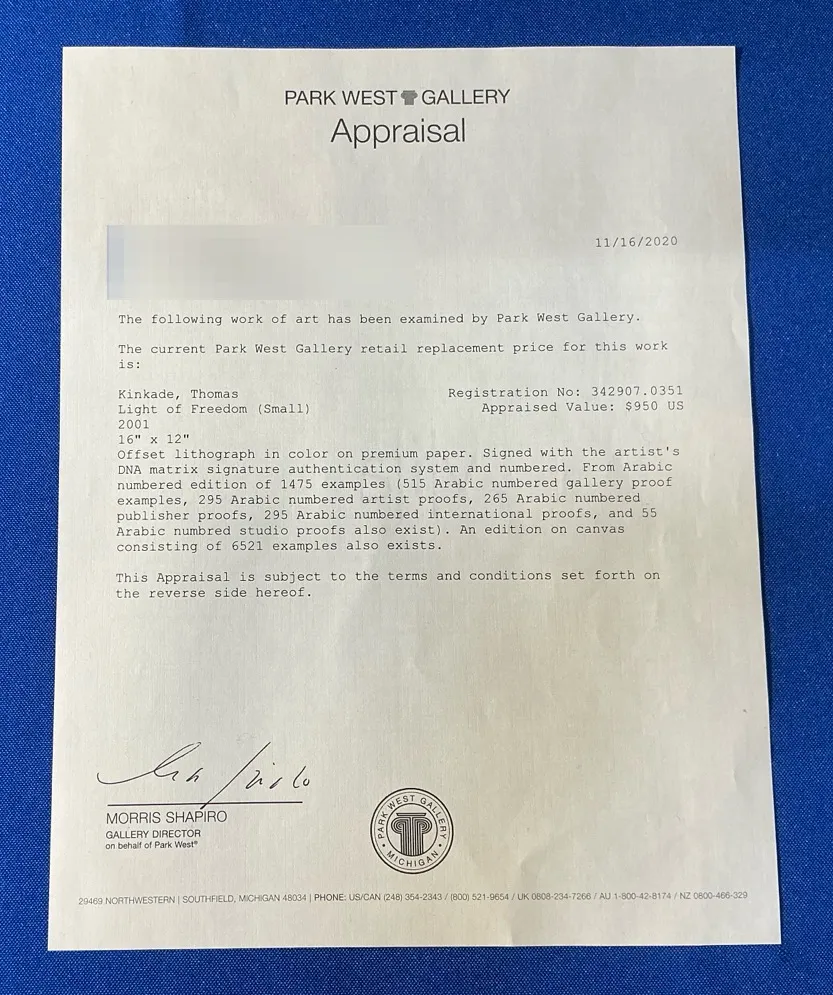 PARK WEST GALLERY
Appraisal
11/16/2020
The following work of art has been examined by Park West Gallery.
The current Park West Gallery retail replacement price for this work
is:
Kinkade, Thomas
Registration No: 342907.0351
Light of Freedom (Small)
Appraised Value: $950 US
2001
16" x 12"
Offset lithograph in color on premium paper. Signed with the artist's
DNA matrix signature authentication system and numbered. From Arabic
numbered edition of 1475 examples (515 Arabic numbered gallery proof
examples, 295 Arabic numbered artist proofs, 265 Arabic numbered
publisher proofs, 295 Arabic numbered international proofs, and 55
Arabic numbred studio proofs also exist). An edition on canvas
consisting of 6521 examples also exists.
This Appraisal is subject to the terms and conditions set forth on
the reverse side hereof.
MORRIS SHAPIRO
GALLERY DIRECTOR
on behalf of Park West®
PARK WEST GALLERY
MICHIGAN
29469 NORTHWESTERN | SOUTHFIELD, MICHIGAN 48034 | PHONE: US/CAN (248) 354-2343 / (800) 521-9654 / UK 0808-234-7266 / AU 1-800-42-8174 / NZ 0800-466-329